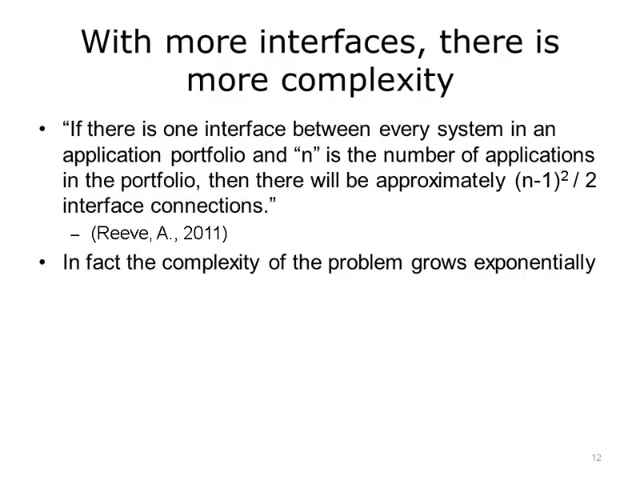 With more interfaces, there is
more complexity
• “If there is one interface between every system in an
application portfolio and “n” is the number of applications
in the portfolio, then there will be approximately (n-1)² / 2
interface connections.”
– (Reeve, A., 2011)
• In fact the complexity of the problem grows exponentially
12